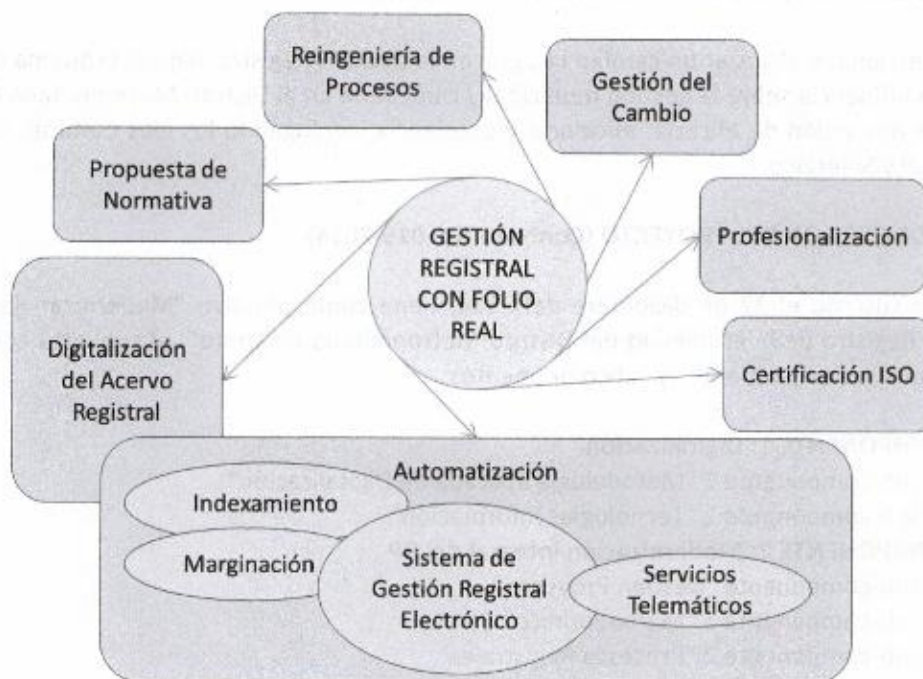 Reingeniería de
Procesos
Gestión del
Cambio
Propuesta de
Normativa
GESTIÓN
REGISTRAL
CON FOLIO
REAL
Profesionalización
Digitalización
del Acervo
Registral
Certificación ISO
Automatización
Indexamiento
Marginación
Sistema de
Gestión Registral
Electrónico
Servicios
Telemáticos